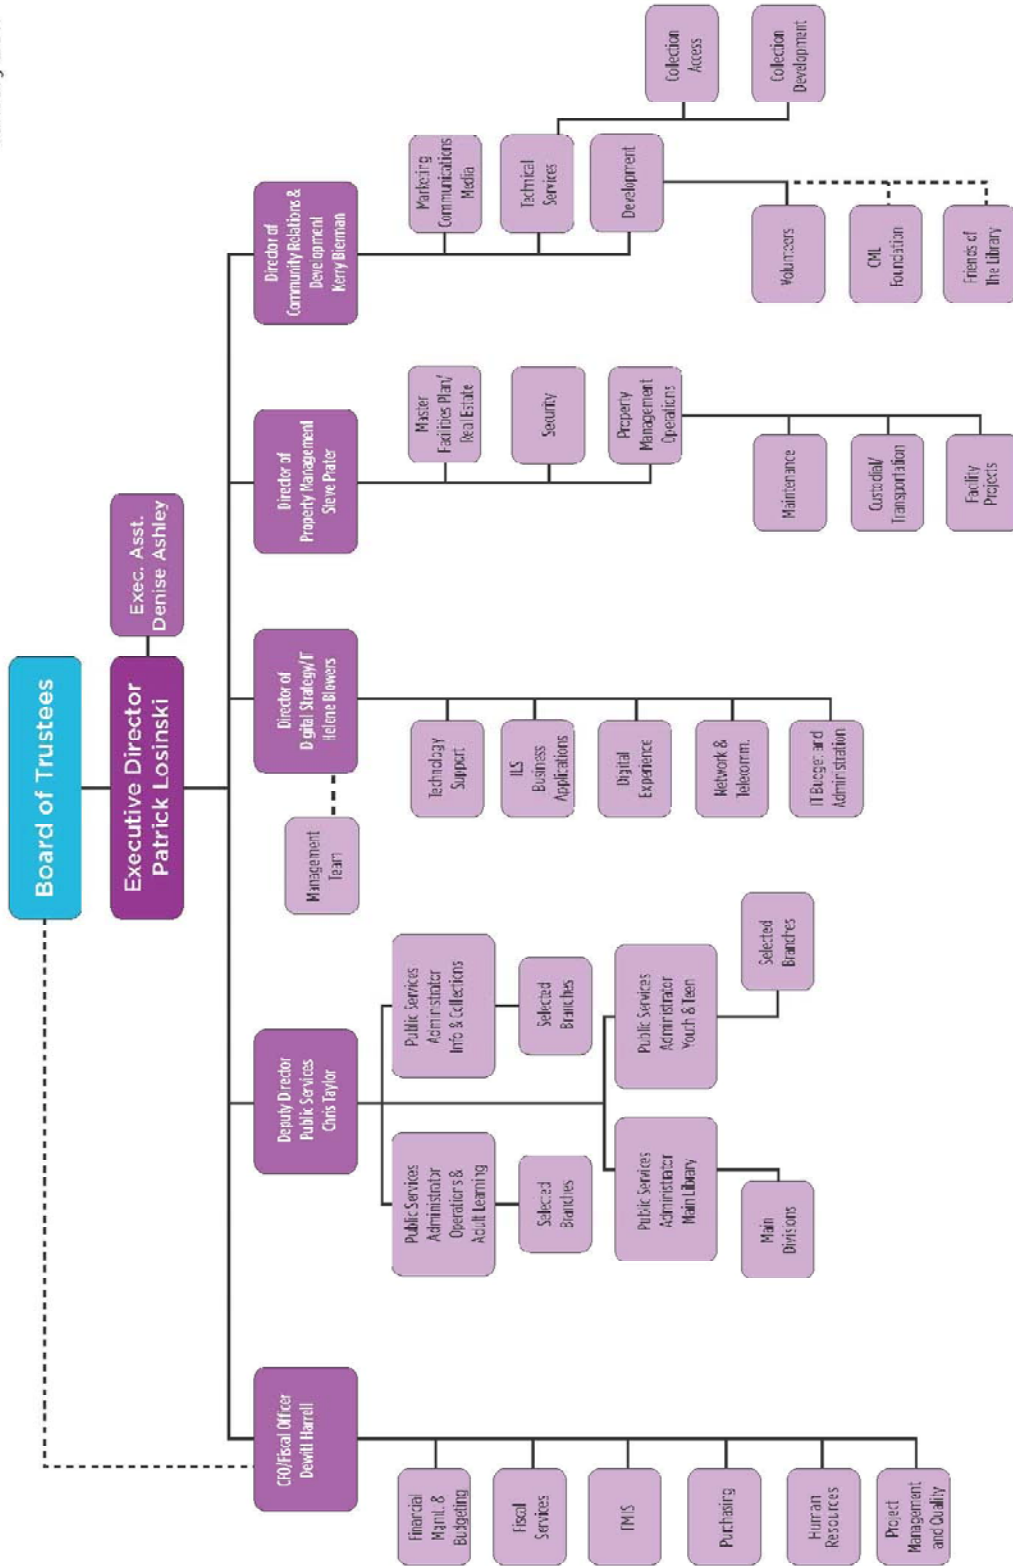 Board of Trustees
Executive Director
Patrick Losinski
Exec. Asst.
Denise Ashley
CFO/Fiscal Officer
Dewitt Harrell
Financial
Mgmt. &
Budgeting
Fiscal
Services
Purchasing
Human
Resources
Project
Management
and Quality
Deputy Director
Public Services
Chris Taylor
Public Services
Administrator
Operations &
Adult Learning
Selected
Branches
Public Services
Administrator
Info & Collections
Selected
Branches
Public Services
Administrator
Main Library
Main
Divisions
Public Services
Administrator
Youth & Teen
Selected
Branches
Management
Team
Director of
Digital Strategy/IT
Helene Blowers
Technology
Support
ILS
Business
Applications
Digital
Experience
Network &
Telecomm.
IT Budget and
Administration
Director of
Property Management
Steve Prater
Master
Facilities Plan/
Real Estate
Security
Property
Management
Operations
Maintenance
Custodial/
Transportation
Facility
Projects
Director of
Community Relations &
Development
Kerry Bierman
Marketing
Communications
Media
Technical
Services
Development
Collection
Access
Collection
Development
Volunteers
CML
Foundation
Friends of
The Library